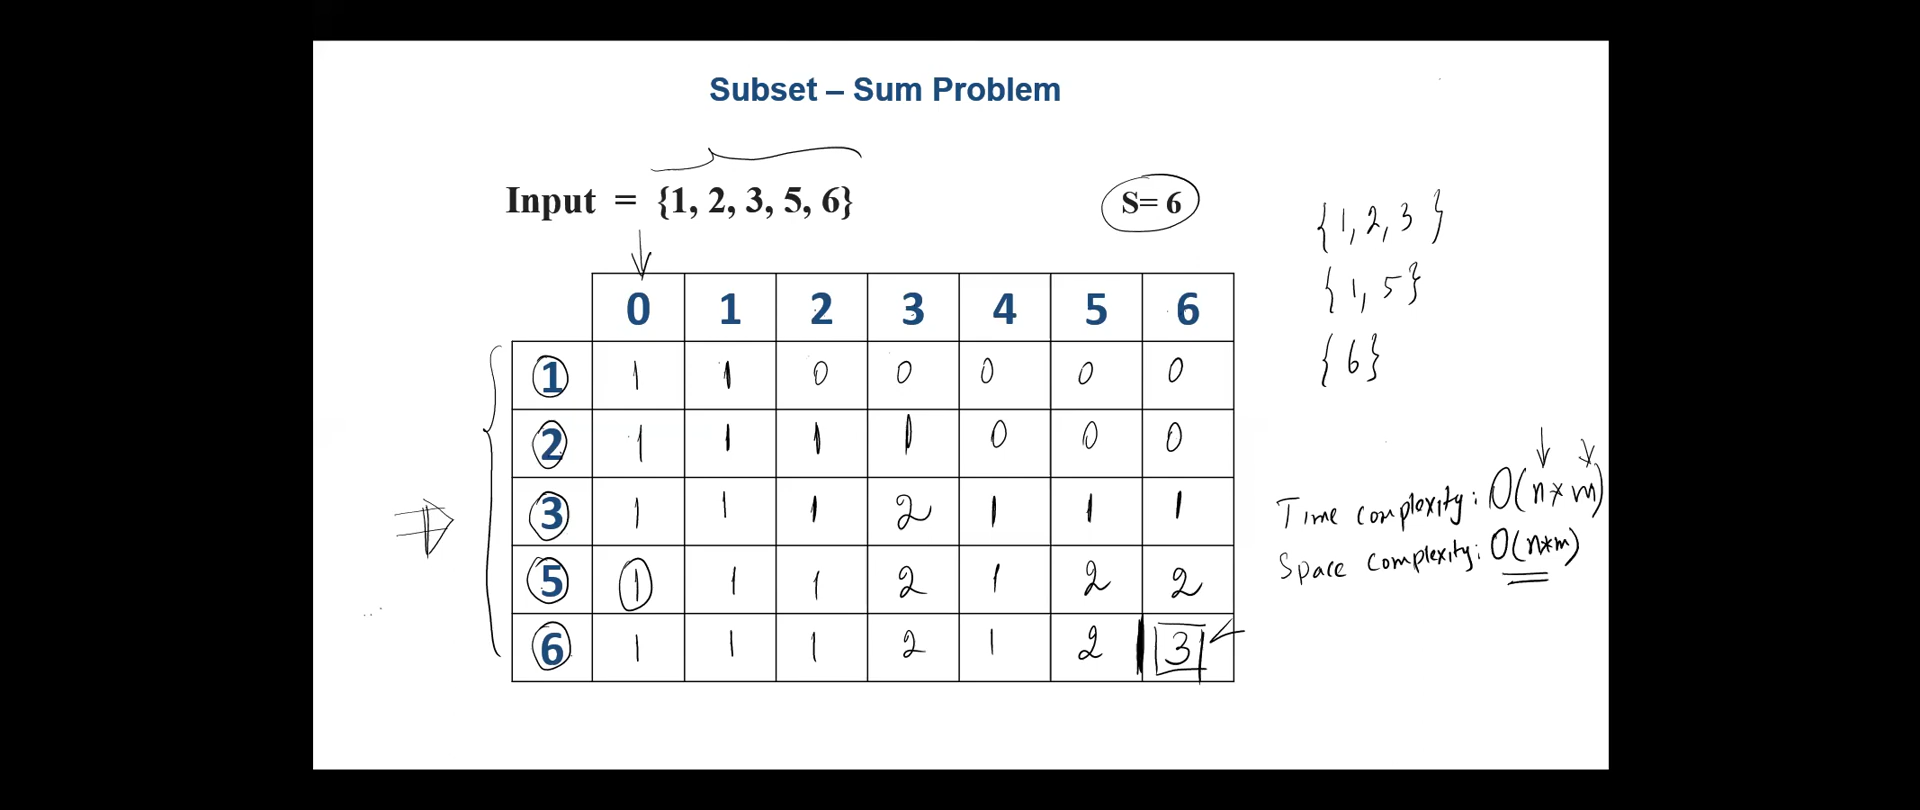 Subset – Sum Problem
Input = {1, 2, 3, 5, 6}
S= 6
{1, 2, 3}
{1, 5}
{6}
0 1 2 3 4 5 6
1 1 1 0 0 0 0 0
2 1 1 1 1 0 0 0
3 1 1 1 2 1 1 1
5 1 1 1 2 1 2 2
6 1 1 1 2 1 2 3
Time complexity: O(n*m)
Space complexity: O(n*m)